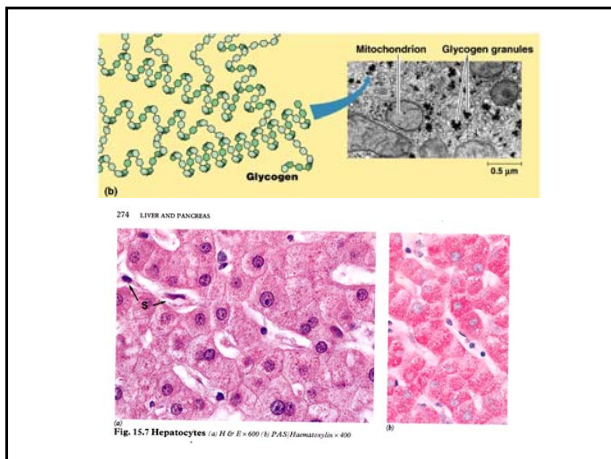 Mitochondrion Glycogen granules
Glycogen
0.5 µm
(b)
274 LIVER AND PANCREAS
S
(a)
(b)
Fig. 15.7 Hepatocytes (a) H & E × 600 (b) PAS/Haematoxylin × 400